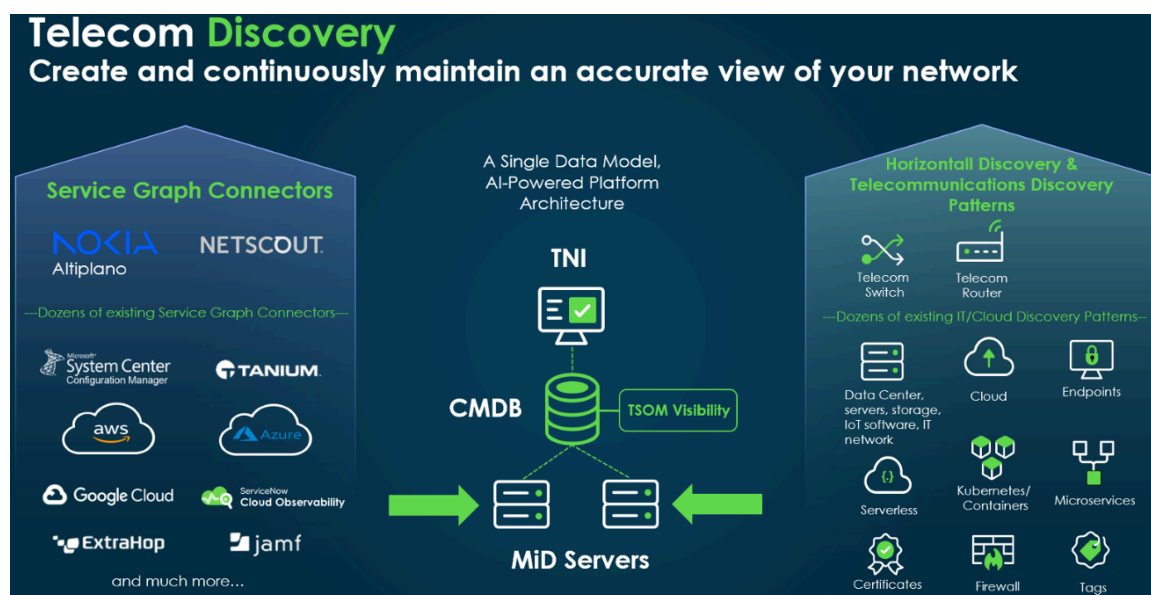 Telecom Discovery
Create and continuously maintain an accurate view of your network
Service Graph Connectors
NOKIA
Altiplano
NETSCOUT.
---Dozens of existing Service Graph Connectors---
Microsoft®
System Center
Configuration Manager
TANIUM.
aws
Azure
Google Cloud
ServiceNow
Cloud Observability
ExtraHop
jamf
and much more...
A Single Data Model,
AI-Powered Platform
Architecture
TNI
CMDB
TSOM Visibility
MiD Servers
Horizontall Discovery &
Telecommunications Discovery
Patterns
Telecom
Switch
Telecom
Router
---Dozens of existing IT/Cloud Discovery Patterns--
Data Center,
servers, storage,
IoT software, IT
network
Cloud
Endpoints
{.}
Serverless
Kubernetes/
Containers
Microservices
Certificates
Firewall
Tags